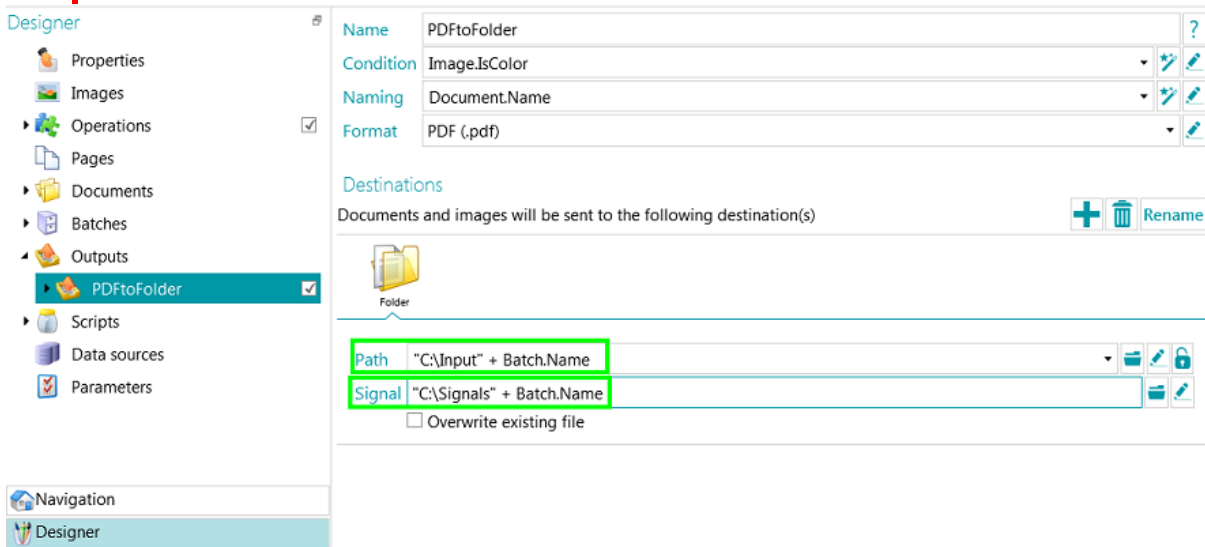 Designer
Properties
Images
Operations
Pages
Documents
Batches
Outputs
PDFtoFolder
Scripts
Data sources
Parameters
Navigation
Designer
Name PDFtoFolder ?
Condition Image.IsColor
Naming Document.Name
Format PDF (.pdf)
Destinations
Documents and images will be sent to the following destination(s)
Rename
Folder
Path "C:\Input" + Batch.Name
Signal "C:\Signals" + Batch.Name
Overwrite existing file